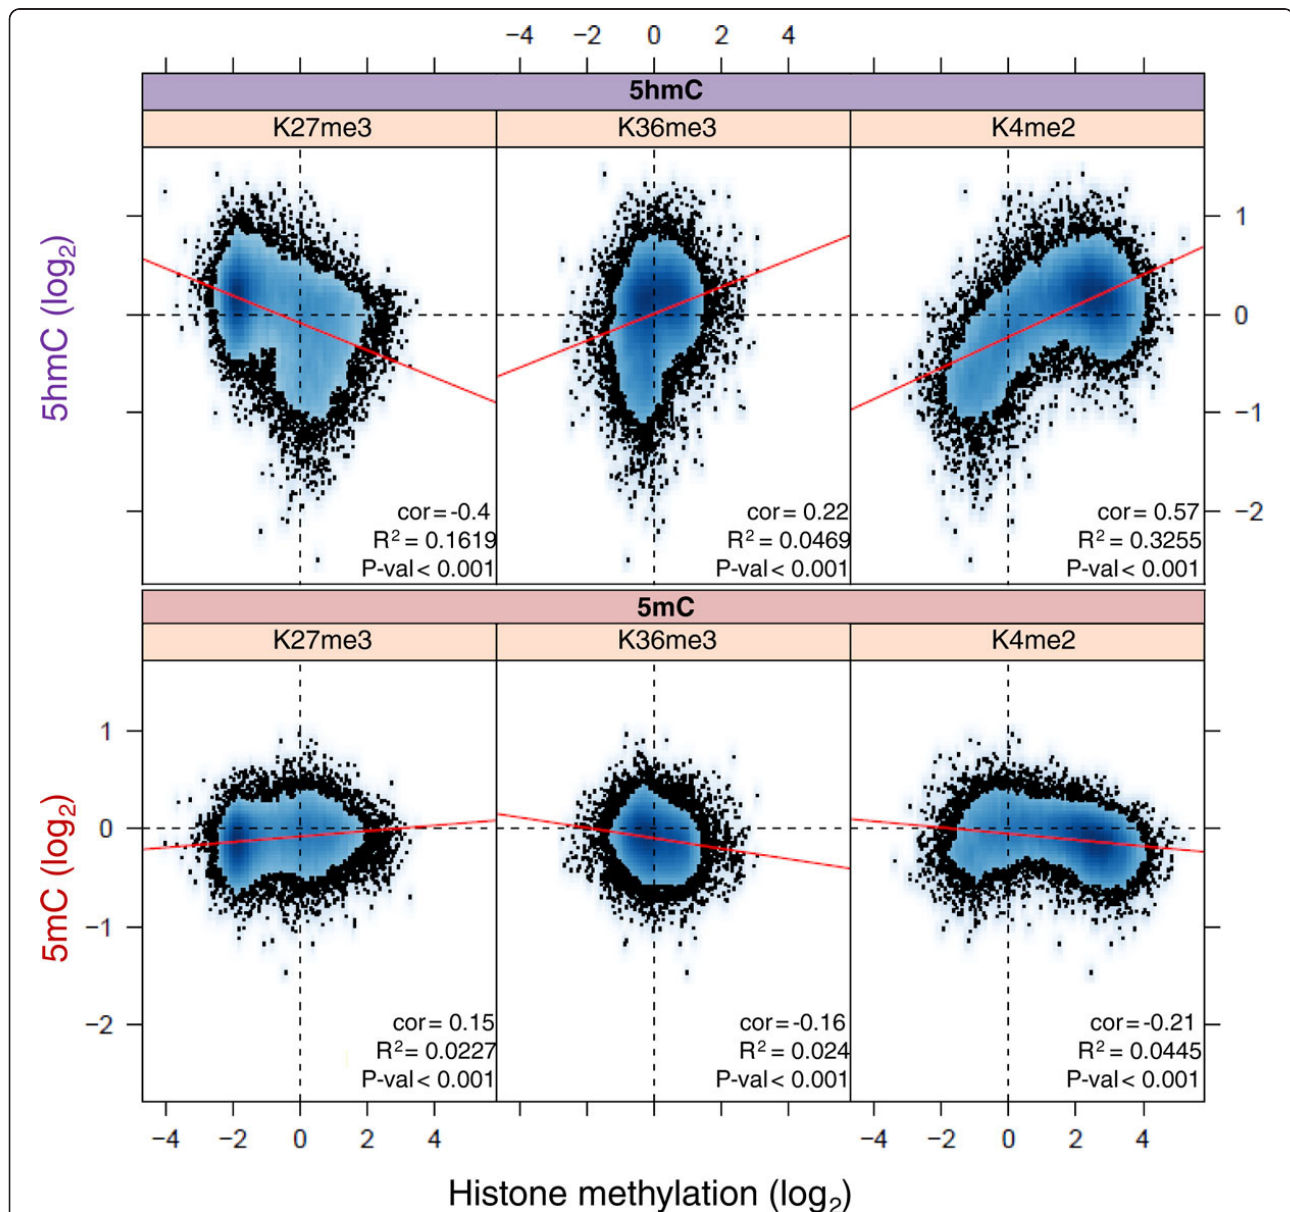 −4 −2 0 2 4
5hmC
K27me3 K36me3 K4me2
5hmC (log2)
1
0
−1
−2
cor= -0.4
R2 = 0.1619
P-val< 0.001
cor= 0.22
R2 = 0.0469
P-val< 0.001
cor= 0.57
R2 = 0.3255
P-val< 0.001
5mC
K27me3 K36me3 K4me2
5mC (log2)
1
0
−1
−2
cor= 0.15
R2 = 0.0227
P-val< 0.001
cor= -0.16
R2 = 0.024
P-val< 0.001
cor= -0.21
R2 = 0.0445
P-val< 0.001
−4 −2 0 2 4 −4 −2 0 2 4
Histone methylation (log2)